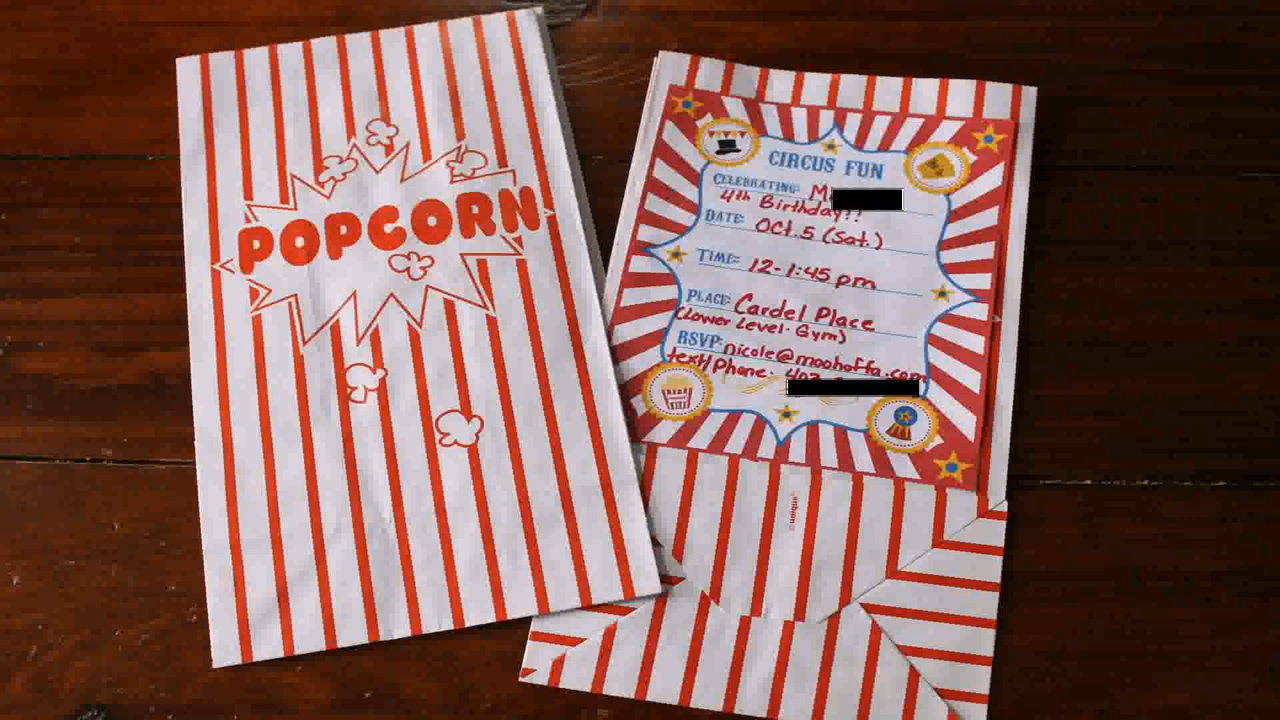 POPCORN
CIRCUS FUN
CELEBRATING:
4th Birthday!!
DATE: Oct. 5 (Sat.)
TIME: 12-1:45 pm
PLACE: Cardel Place
(Lower Level- Gym)
RSVP: nicole@moohoffa.com
text/Phone: 403
unique